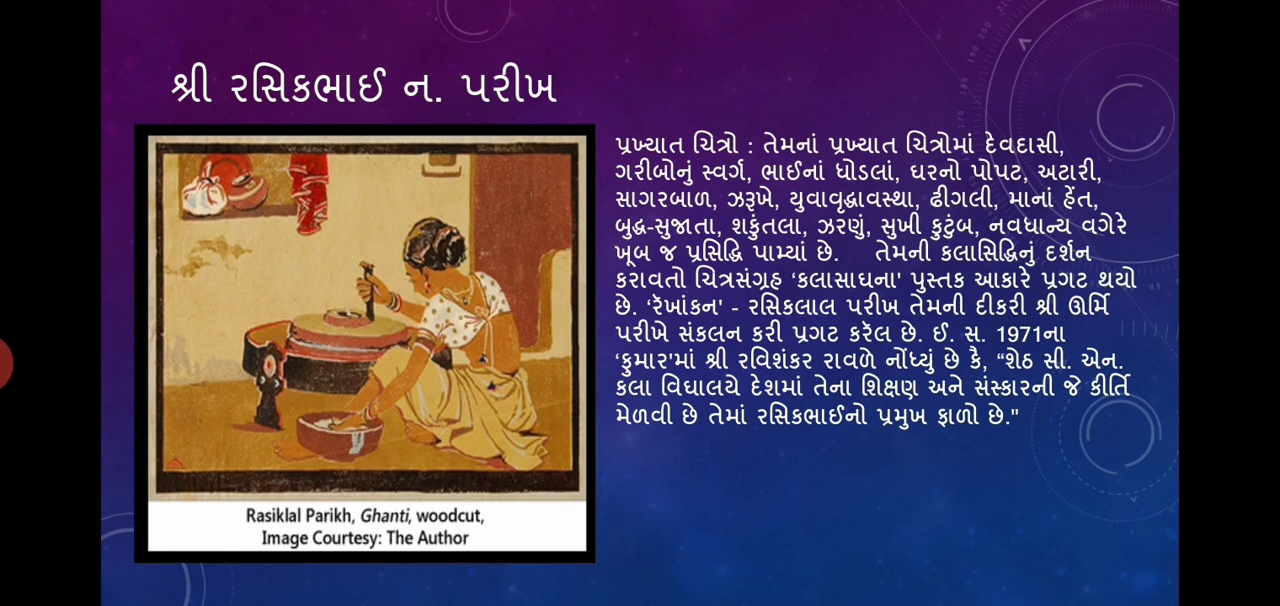 શ્રી રસિકભાઈ ન. પરીખ
પ્રખ્યાત ચિત્રો : તેમનાં પ્રખ્યાત ચિત્રોમાં દેવદાસી,
ગરીબોનું સ્વર્ગ, ભાઈનાં ધોડલાં, ઘરનો પોપટ, અટારી,
સાગરબાળ, ઝરૂખે, યુવાવૃદ્ધાવસ્થા, ઢીગલી, માનાં હેંત,
બુદ્ધ-સુજાતા, શકુંતલા, ઝરણું, સુખી કુટુંબ, નવધાન્ય વગેરે
ખૂબ જ પ્રસિદ્ધિ પામ્યાં છે. તેમની કલાસિદ્ધિનું દર્શન
કરાવતો ચિત્રસંગ્રહ ‘કલાસાધના' પુસ્તક આકારે પ્રગટ થયો
છે. ‘રેખાંકન' - રસિકલાલ પરીખ તેમની દીકરી શ્રી ઊર્મિ
પરીખે સંકલન કરી પ્રગટ કરેલ છે. ઈ. સ. 1971ના
‘કુમાર'માં શ્રી રવિશંકર રાવળે નોંધ્યું છે કે, “શેઠ સી. એન.
કલા વિદ્યાલયે દેશમાં તેના શિક્ષણ અને સંસ્કારની જે કીર્તિ
મેળવી છે તેમાં રસિકભાઈનો પ્રમુખ ફાળો છે."
Rasiklal Parikh, Ghanti, woodcut,
Image Courtesy: The Author